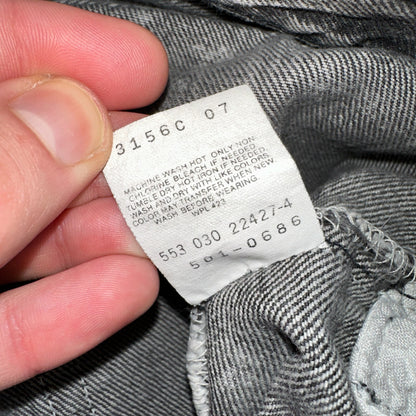 3156C 07
MACHINE WASH HOT ONLY NON-
CHLORINE BLEACH IF NEEDED.
TUMBLE DRY HOT IRON IF NEEDED.
WASH AND DRY WITH LIKE COLORS.
COLOR MAY TRANSFER WHEN NEW
WASH BEFORE WEARING
WPL423
553 030 22427-4
501-0686